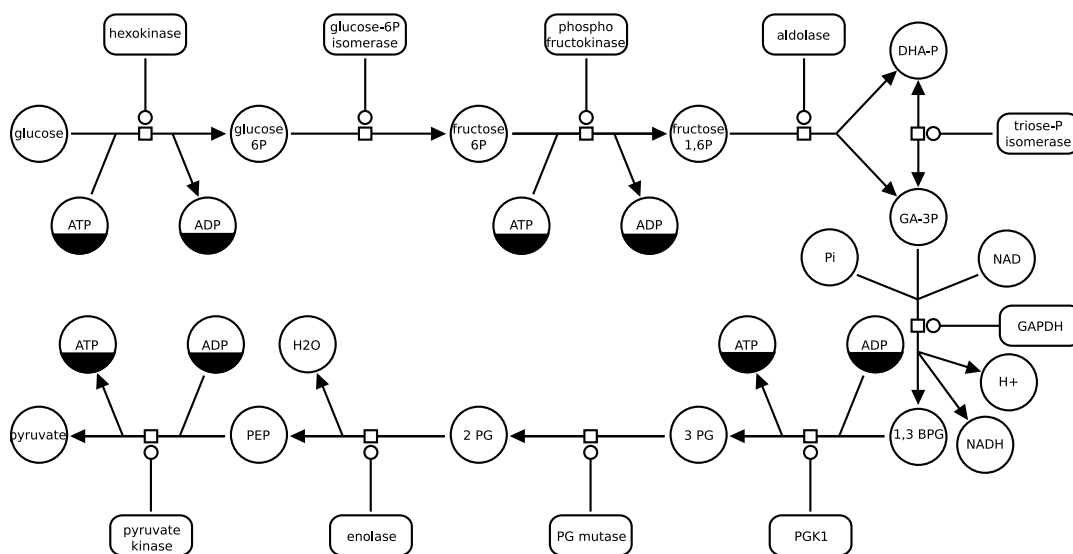 hexokinase
glucose-6P
isomerase
phospho
fructokinase
aldolase
DHA-P
glucose
glucose
6P
fructose
6P
fructose
1,6P
triose-P
isomerase
ATP
ADP
ATP
ADP
GA-3P
Pi
NAD
GAPDH
ATP
ADP
H2O
ATP
ADP
H+
pyruvate
PEP
2 PG
3 PG
1,3 BPG
NADH
pyruvate
kinase
enolase
PG mutase
PGK1